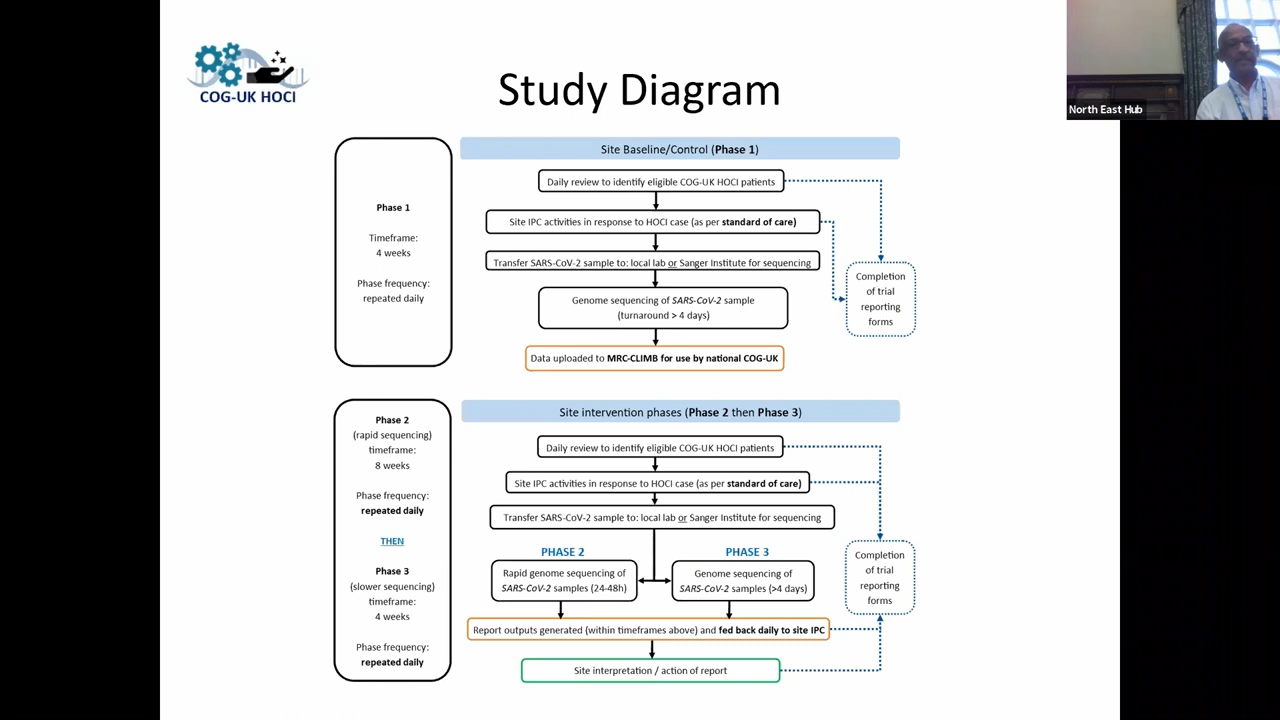 COG-UK HOCI
Study Diagram
North East Hub
Site Baseline/Control (Phase 1)
Phase 1
Timeframe:
4 weeks
Phase frequency:
repeated daily
Daily review to identify eligible COG-UK HOCI patients
Site IPC activities in response to HOCI case (as per standard of care)
Transfer SARS-CoV-2 sample to: local lab or Sanger Institute for sequencing
Genome sequencing of SARS-CoV-2 sample
(turnaround > 4 days)
Data uploaded to MRC-CLIMB for use by national COG-UK
Completion
of trial
reporting
forms
Site intervention phases (Phase 2 then Phase 3)
Phase 2
(rapid sequencing)
timeframe:
8 weeks
Phase frequency:
repeated daily
THEN
Phase 3
(slower sequencing)
timeframe:
4 weeks
Phase frequency:
repeated daily
Daily review to identify eligible COG-UK HOCI patients
Site IPC activities in response to HOCI case (as per standard of care)
Transfer SARS-CoV-2 sample to: local lab or Sanger Institute for sequencing
PHASE 2
Rapid genome sequencing of
SARS-CoV-2 samples (24-48h)
PHASE 3
Genome sequencing of
SARS-CoV-2 samples (>4 days)
Report outputs generated (within timeframes above) and fed back daily to site IPC
Site interpretation / action of report
Completion
of trial
reporting
forms